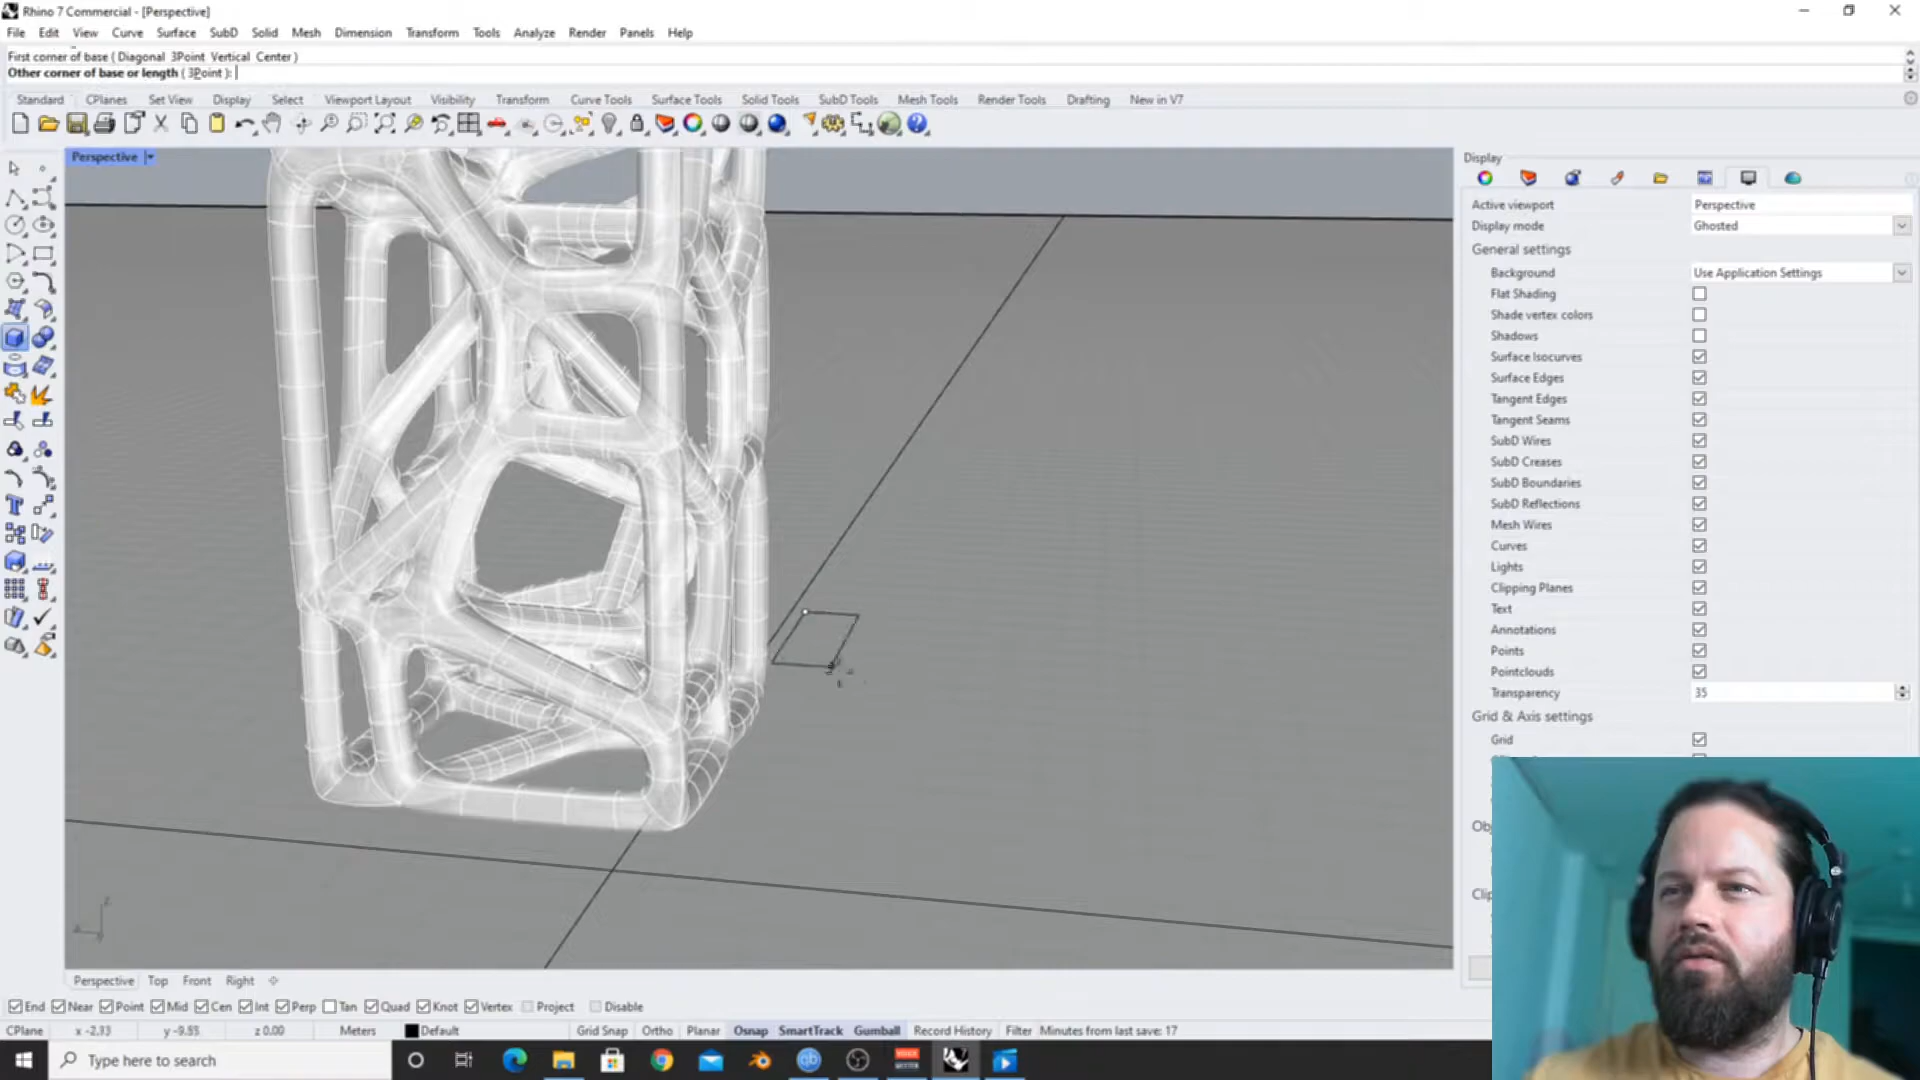 Rhino 7 Commercial - [Perspective]
File Edit View Curve Surface SubD Solid Mesh Dimension Transform Tools Analyze Render Panels Help
First corner of base ( Diagonal 3Point Vertical Center )
Other corner of base or length ( 3Point ):
Standard CPlanes Set View Display Select Viewport Layout Visibility Transform Curve Tools Surface Tools Solid Tools SubD Tools Mesh Tools Render Tools Drafting New in V7
Perspective
Display
Active viewport Perspective
Display mode Ghosted
General settings
Background Use Application Settings
Flat Shading
Shade vertex colors
Shadows
Surface Isocurves
Surface Edges
Tangent Edges
Tangent Seams
SubD Wires
SubD Creases
SubD Boundaries
SubD Reflections
Mesh Wires
Curves
Lights
Clipping Planes
Text
Annotations
Points
Pointclouds
Transparency 35
Grid & Axis settings
Grid
Perspective Top Front Right
End Near Point Mid Cen Int Perp Tan Quad Knot Vertex Project Disable
CPlane x -2.33 y -9.55 z 0.00 Meters Default Grid Snap Ortho Planar Osnap SmartTrack Gumball Record History Filter Minutes from last save: 17
Type here to search